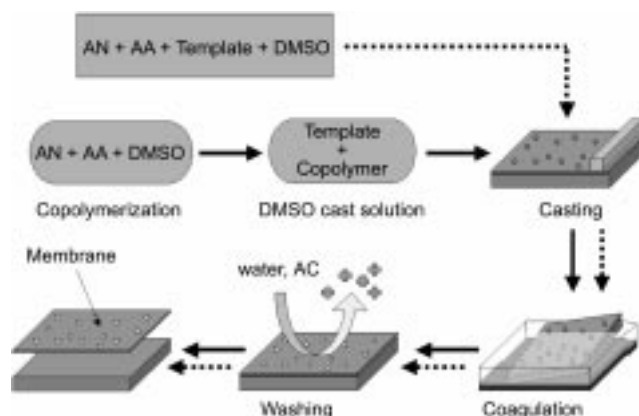 AN + AA + Template + DMSO
AN + AA + DMSO
Template
+
Copolymer
Copolymerization
DMSO cast solution
Casting
Membrane
water, AC
Washing
Coagulation